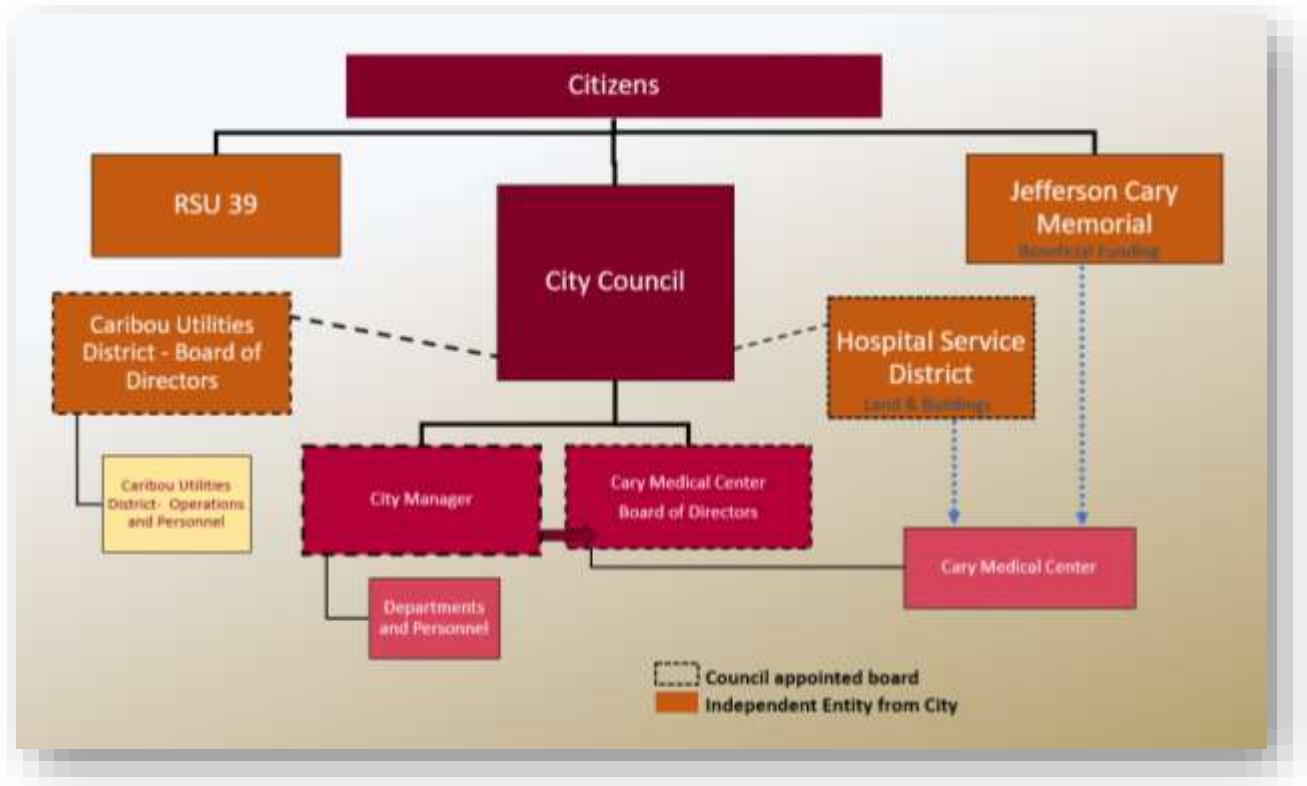 Citizens
RSU 39
Jefferson Cary
Memorial
Beneficial Funding
City Council
Caribou Utilities
District - Board of
Directors
Hospital Service
District
Land & Buildings
Caribou Utilities
District- Operations
and Personnel
City Manager
Cary Medical Center
Board of Directors
Cary Medical Center
Departments
and Personnel
Council appointed board
Independent Entity from City